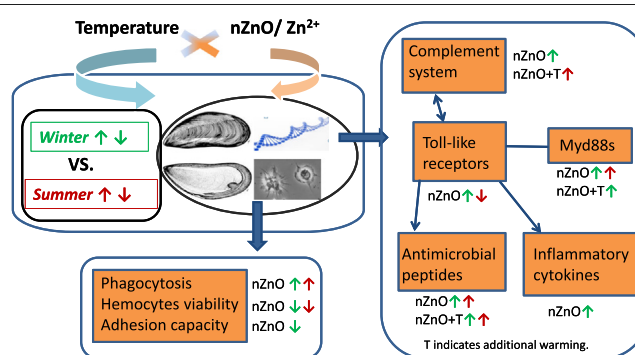 Temperature nZnO/ Zn²⁺
Winter ↑ ↓
VS.
Summer ↑ ↓
Phagocytosis nZnO ↑↑
Hemocytes viability nZnO ↓↓
Adhesion capacity nZnO ↓
Complement
system
nZnO↑
nZnO+T↑
Toll-like
receptors
nZnO↑↓
Myd88s
nZnO↑↑
nZnO+T↑
Antimicrobial
peptides
nZnO↑↑
nZnO+T↑↑
Inflammatory
cytokines
nZnO↑
T indicates additional warming.